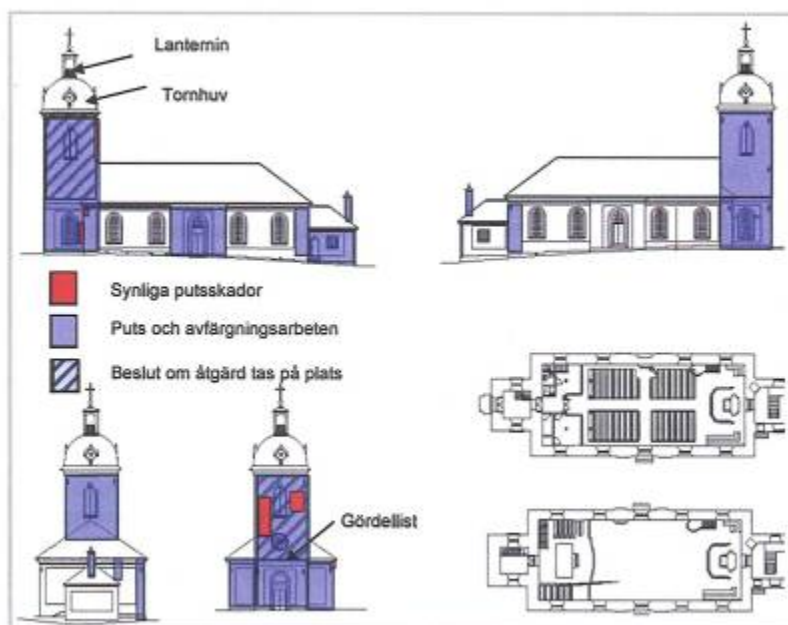 Lanternin
Tornhuv
Synliga putsskador
Puts och avfärgningsarbeten
Beslut om åtgärd tas på plats
Gördellist